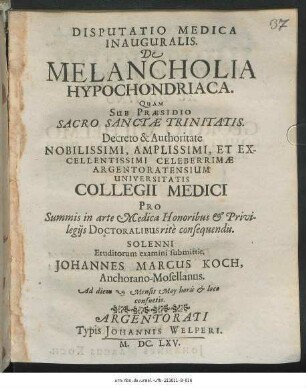 37
DISPUTATIO MEDICA
INAUGURALIS.
De
MELANCHOLIA
HYPOCHONDRIACA.
QUAM
SUB PRÆSIDIO
SACRO SANCTÆ TRINITATIS.
Decreto & Authoritate
NOBILISSIMI, AMPLISSIMI, ET EX-
CELLENTISSIMI CELEBERRIMÆ
ARGENTORATENSIUM
UNIVERSITATIS
COLLEGII MEDICI
PRO
Summis in arte Medica Honoribus & Privi-
legijs DOCTORALIBUS ritè consequendis.
SOLENNI
Eruditorum examini submittit,
JOHANNES MARCUS KOCH,
Anchorano-Mosellanus.
Ad diem Mensis May horis & loco
consuetis.
ARGENTORATI
Typis JOHANNIS WELPERI.
M. DC. LXV.